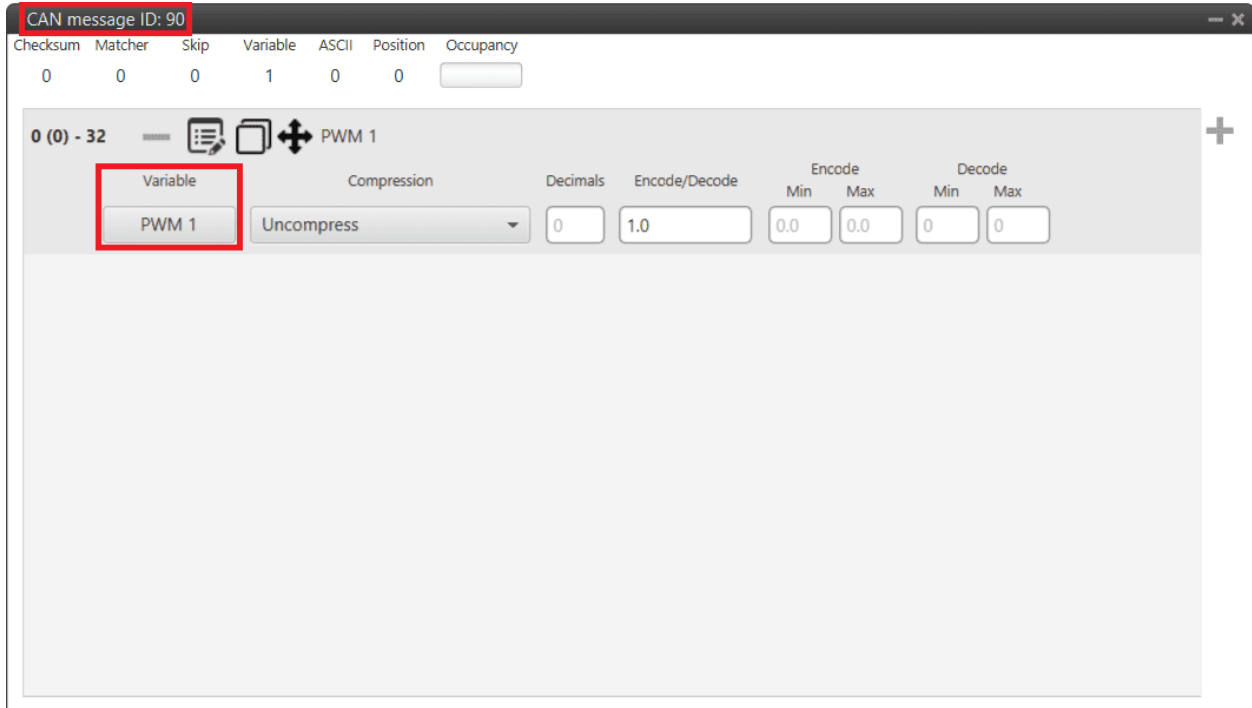 CAN message ID: 90
Checksum Matcher Skip Variable ASCII Position Occupancy
0 0 0 1 0 0
0 (0) - 32 PWM 1
Variable Compression Decimals Encode/Decode Encode Decode
Min Max Min Max
PWM 1 Uncompress 0 1.0 0.0 0.0 0 0